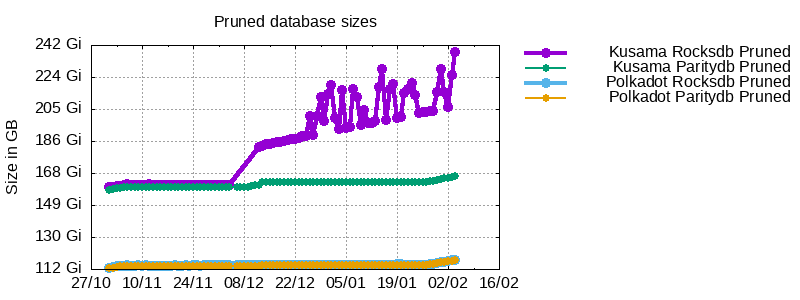 Pruned database sizes
Size in GB
242 Gi
224 Gi
205 Gi
186 Gi
168 Gi
149 Gi
130 Gi
112 Gi
27/10 10/11 24/11 08/12 22/12 05/01 19/01 02/02 16/02
Kusama Rocksdb Pruned
Kusama Paritydb Pruned
Polkadot Rocksdb Pruned
Polkadot Paritydb Pruned